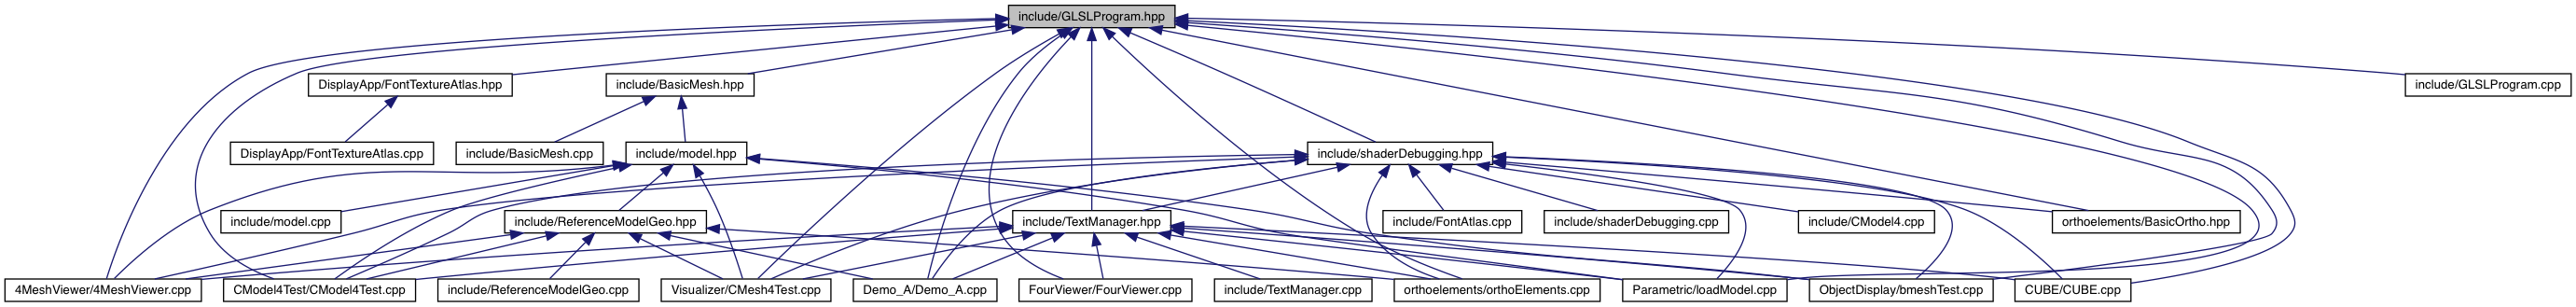 include/GLSLProgram.hpp
DisplayApp/FontTextureAtlas.hpp
include/BasicMesh.hpp
include/GLSLProgram.cpp
DisplayApp/FontTextureAtlas.cpp
include/BasicMesh.cpp
include/model.hpp
include/shaderDebugging.hpp
include/model.cpp
include/ReferenceModelGeo.hpp
include/TextManager.hpp
include/FontAtlas.cpp
include/shaderDebugging.cpp
include/CModel4.cpp
orthoelements/BasicOrtho.hpp
4MeshViewer/4MeshViewer.cpp
CModel4Test/CModel4Test.cpp
include/ReferenceModelGeo.cpp
Visualizer/CMesh4Test.cpp
Demo_A/Demo_A.cpp
FourViewer/FourViewer.cpp
include/TextManager.cpp
orthoelements/orthoElements.cpp
Parametric/loadModel.cpp
ObjectDisplay/bmeshTest.cpp
CUBE/CUBE.cpp